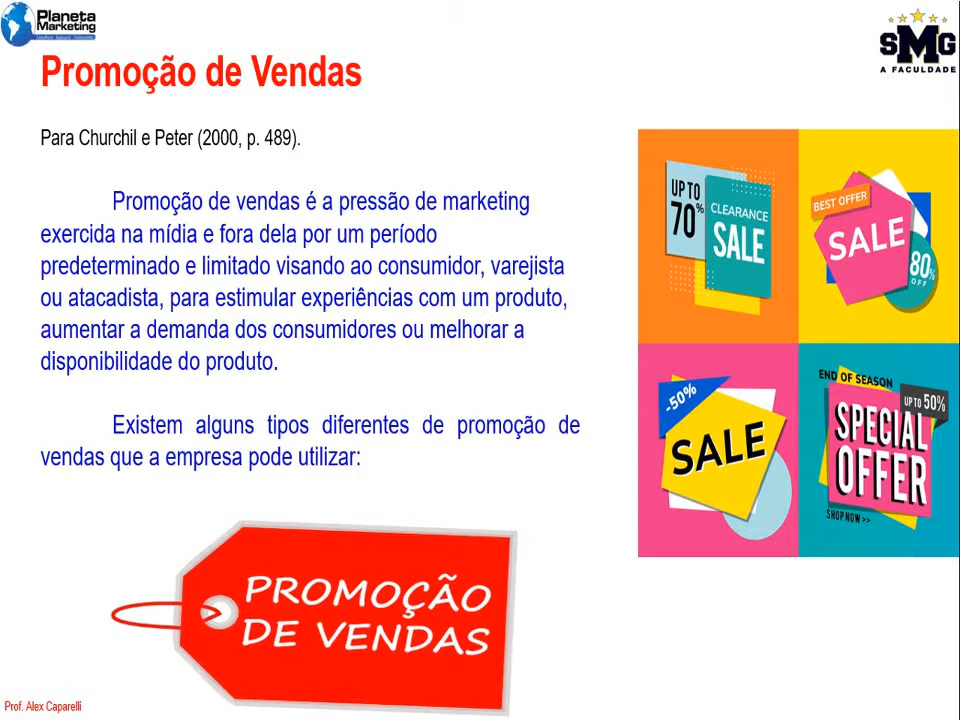 Planeta
Marketing
SMG
A FACULDADE
Promoção de Vendas
Para Churchil e Peter (2000, p. 489).
Promoção de vendas é a pressão de marketing
exercida na mídia e fora dela por um período
predeterminado e limitado visando ao consumidor, varejista
ou atacadista, para estimular experiências com um produto,
aumentar a demanda dos consumidores ou melhorar a
disponibilidade do produto.
Existem alguns tipos diferentes de promoção de
vendas que a empresa pode utilizar:
UP TO
70%
CLEARANCE
SALE
BEST OFFER
SALE
80%
OFF
-50%
SALE
END OF SEASON
UP TO 50%
SPECIAL
OFFER
SHOP NOW >>
PROMOÇÃO
DE VENDAS
Prof. Alex Caparelli